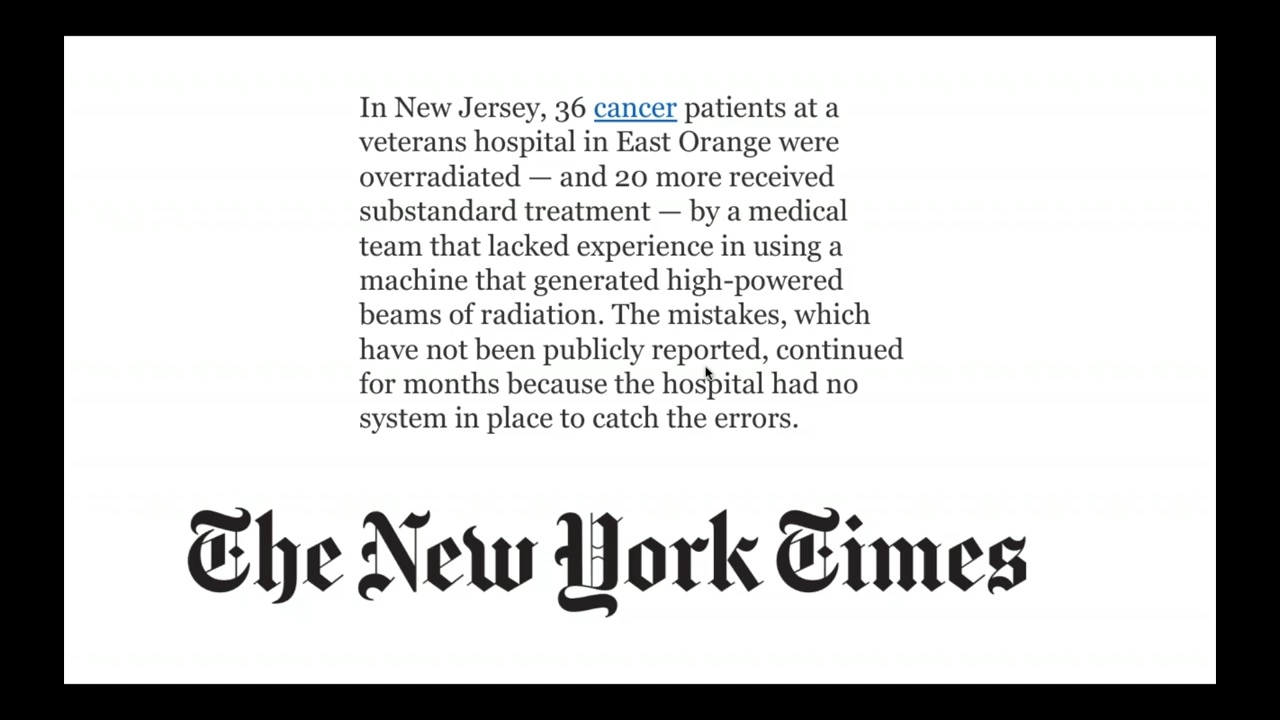 In New Jersey, 36 cancer patients at a
veterans hospital in East Orange were
overradiated — and 20 more received
substandard treatment — by a medical
team that lacked experience in using a
machine that generated high-powered
beams of radiation. The mistakes, which
have not been publicly reported, continued
for months because the hospital had no
system in place to catch the errors.
The New York Times